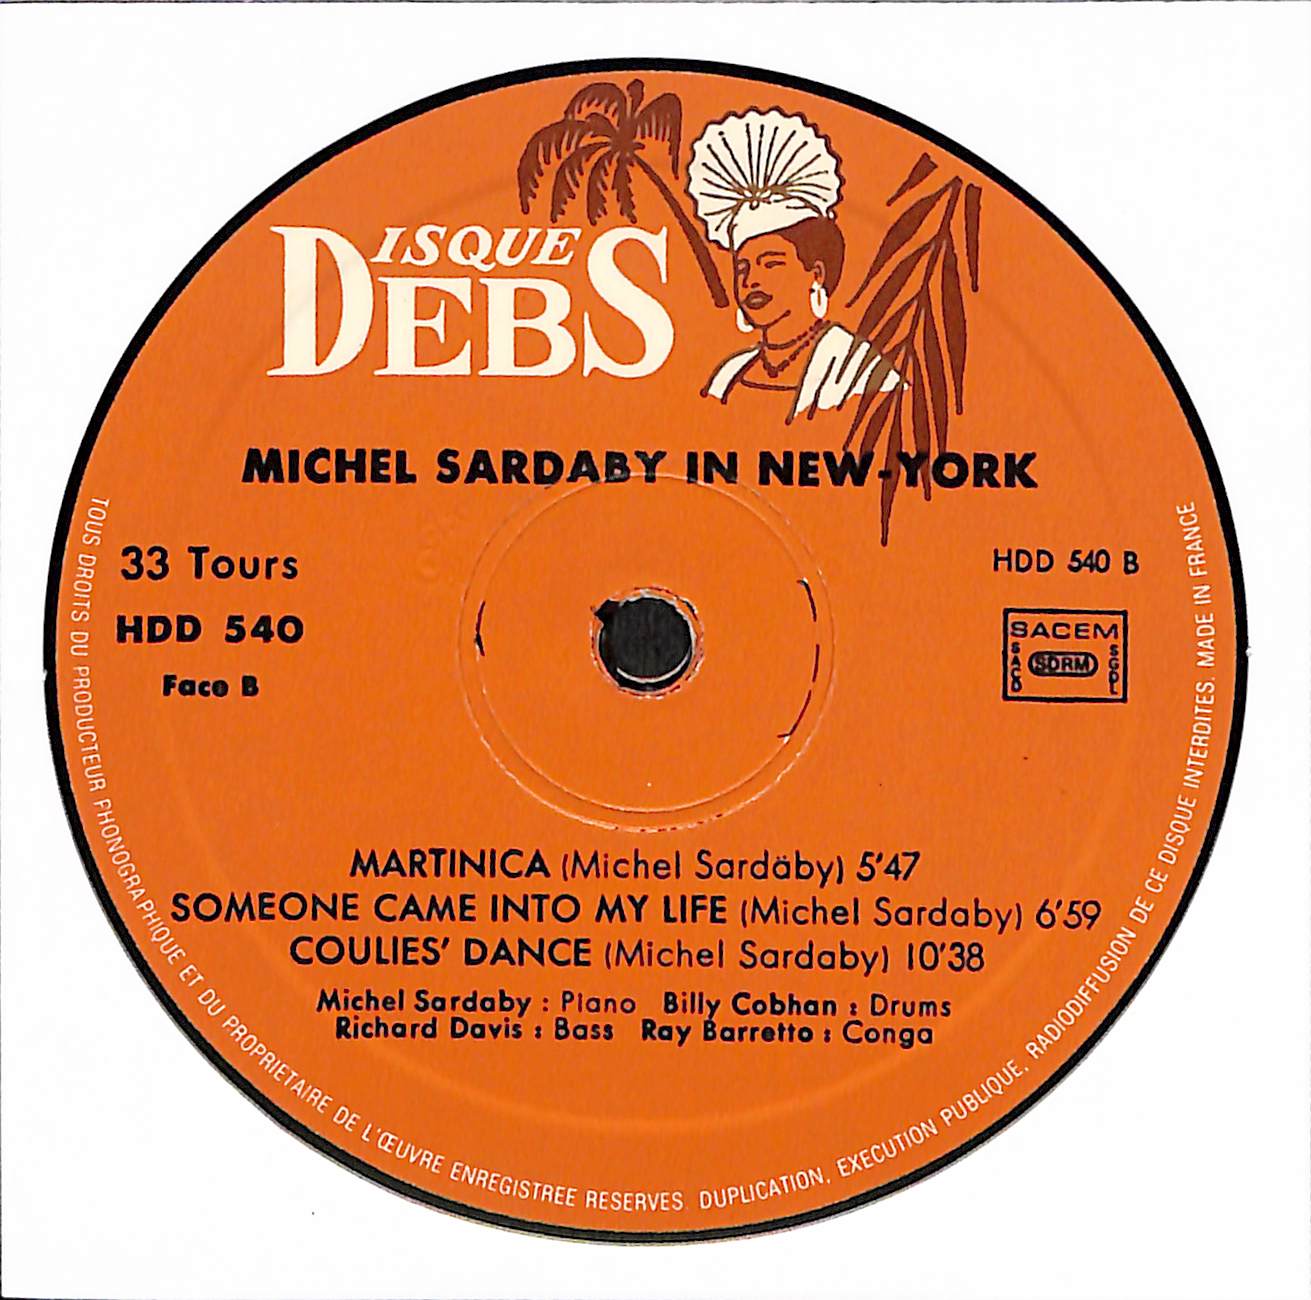 DISQUE
DEBS
MICHEL SARDABY IN NEW-YORK
33 Tours
HDD 540
Face B
HDD 540 B
SACEM
SACD
SDRM
SGDL
MARTINICA (Michel Sardäby) 5'47
SOMEONE CAME INTO MY LIFE (Michel Sardaby) 6'59
COULIES' DANCE (Michel Sardaby) 10'38
Michel Sardaby : Piano Billy Cobhan : Drums
Richard Davis : Bass Ray Barretto : Conga
TOUS DROITS DU PRODUCTEUR PHONOGRAPHIQUE ET DU PROPRIETAIRE DE L'ŒUVRE ENREGISTREE RESERVES. DUPLICATION, EXECUTION PUBLIQUE, RADIODIFFUSION DE CE DISQUE INTERDITES. MADE IN FRANCE